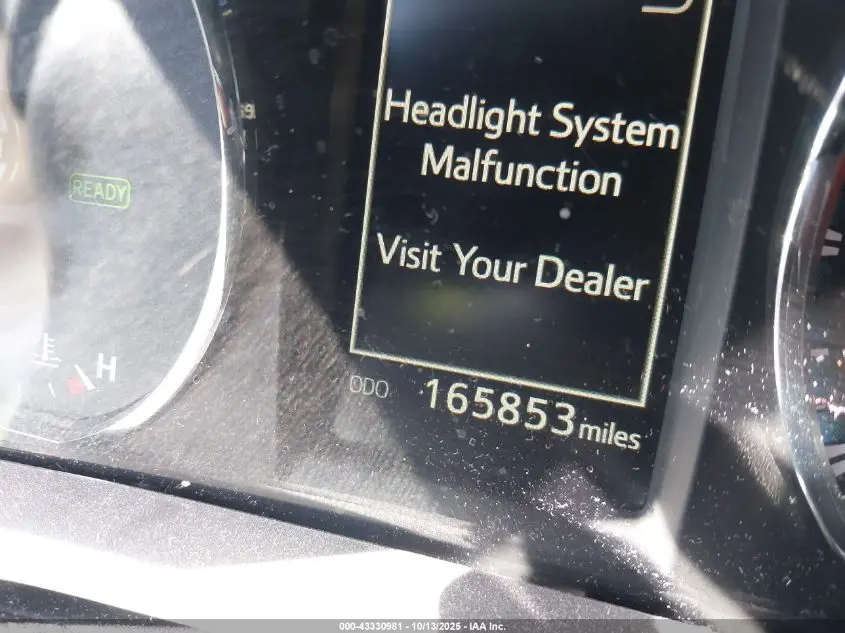 Headlight System
Malfunction
Visit Your Dealer
READY
H
ODO 165853 miles
000-43330981 - 10/13/2025 - IAA Inc.